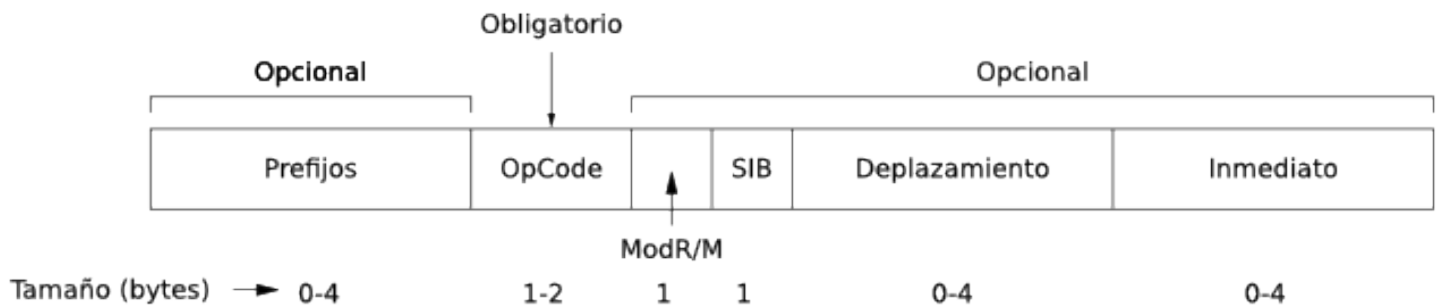 Obligatorio
Opcional
Opcional
Prefijos
OpCode
SIB
Deplazamiento
Inmediato
ModR/M
Tamaño (bytes) 0-4 1-2 1 1 0-4 0-4